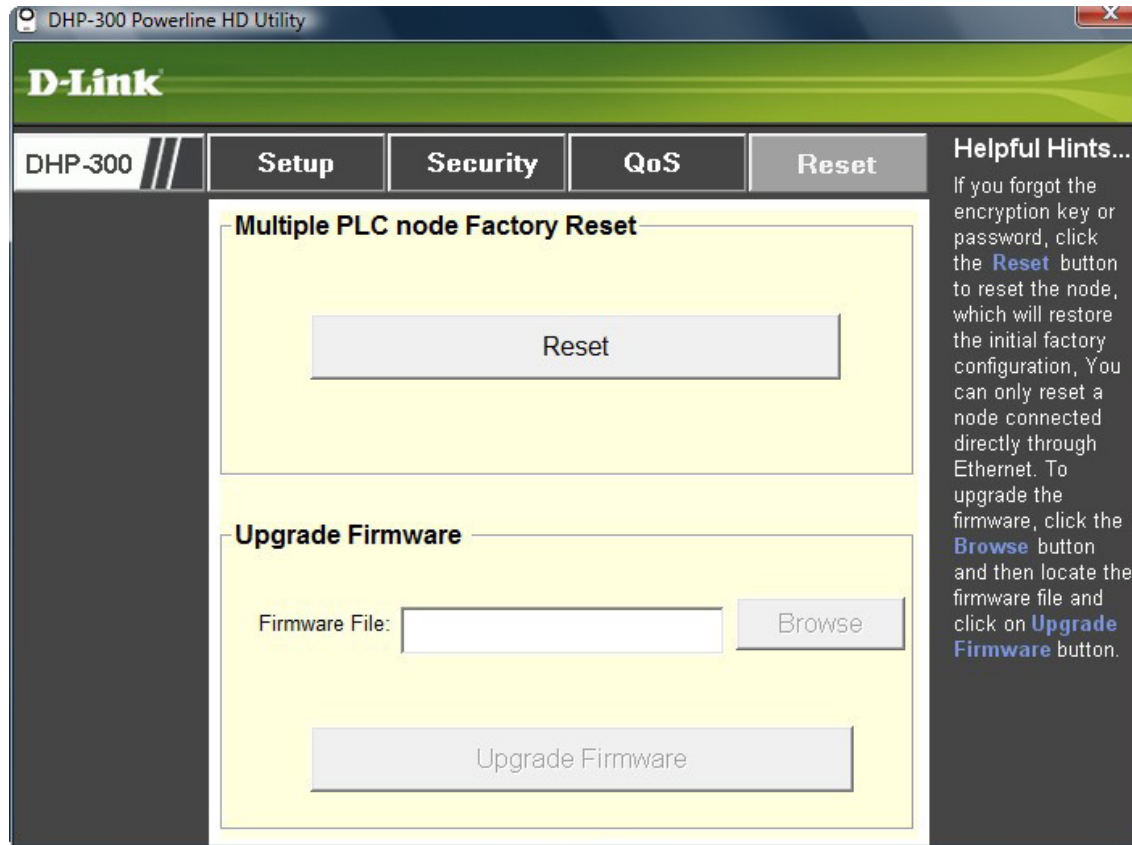 DHP-300 Powerline HD Utility
D-Link
DHP-300
Setup
Security
QoS
Reset
Multiple PLC node Factory Reset
Reset
Upgrade Firmware
Firmware File:
Browse
Upgrade Firmware
Helpful Hints...
If you forgot the
encryption key or
password, click
the Reset button
to reset the node,
which will restore
the initial factory
configuration, You
can only reset a
node connected
directly through
Ethernet. To
upgrade the
firmware, click the
Browse button
and then locate the
firmware file and
click on Upgrade
Firmware button.